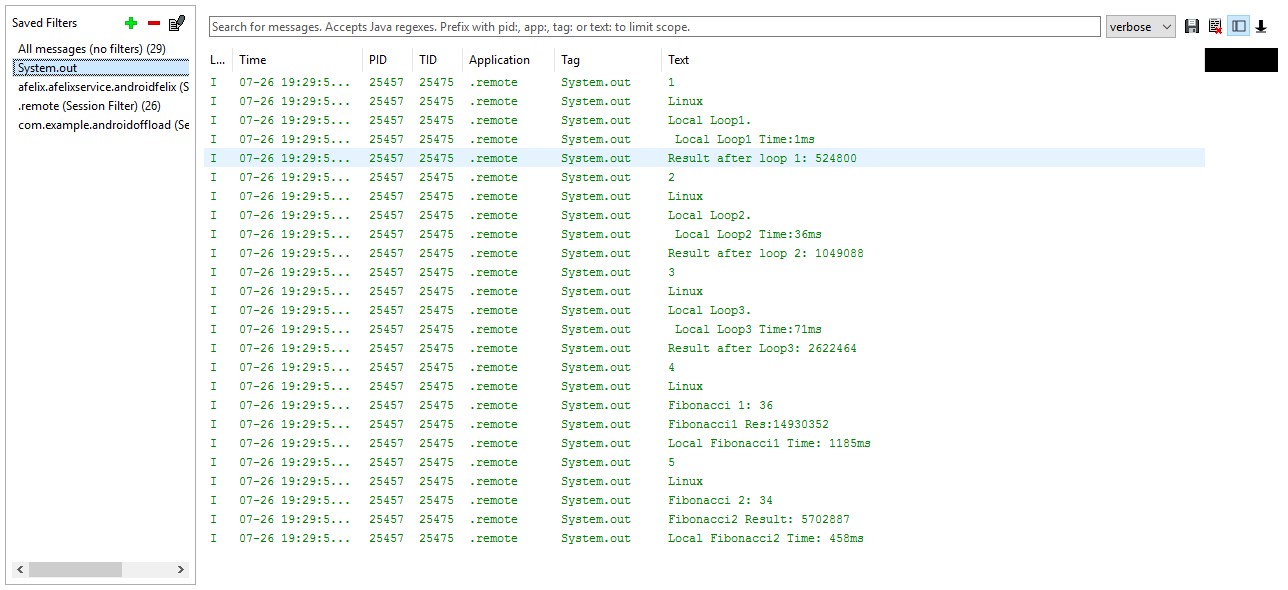 Saved Filters
All messages (no filters) (29)
System.out
afelix.afelixservice.androidfelix (S
.remote (Session Filter) (26)
com.example.androidoffload (Se
Search for messages. Accepts Java regexes. Prefix with pid:, app:, tag: or text: to limit scope.
verbose
L... Time PID TID Application Tag Text
I 07-26 19:29:5... 25457 25475 .remote System.out 1
I 07-26 19:29:5... 25457 25475 .remote System.out Linux
I 07-26 19:29:5... 25457 25475 .remote System.out Local Loop1.
I 07-26 19:29:5... 25457 25475 .remote System.out Local Loop1 Time:1ms
I 07-26 19:29:5... 25457 25475 .remote System.out Result after loop 1: 524800
I 07-26 19:29:5... 25457 25475 .remote System.out 2
I 07-26 19:29:5... 25457 25475 .remote System.out Linux
I 07-26 19:29:5... 25457 25475 .remote System.out Local Loop2.
I 07-26 19:29:5... 25457 25475 .remote System.out Local Loop2 Time:36ms
I 07-26 19:29:5... 25457 25475 .remote System.out Result after loop 2: 1049088
I 07-26 19:29:5... 25457 25475 .remote System.out 3
I 07-26 19:29:5... 25457 25475 .remote System.out Linux
I 07-26 19:29:5... 25457 25475 .remote System.out Local Loop3.
I 07-26 19:29:5... 25457 25475 .remote System.out Local Loop3 Time:71ms
I 07-26 19:29:5... 25457 25475 .remote System.out Result after Loop3: 2622464
I 07-26 19:29:5... 25457 25475 .remote System.out 4
I 07-26 19:29:5... 25457 25475 .remote System.out Linux
I 07-26 19:29:5... 25457 25475 .remote System.out Fibonacci 1: 36
I 07-26 19:29:5... 25457 25475 .remote System.out Fibonacci1 Res:14930352
I 07-26 19:29:5... 25457 25475 .remote System.out Local Fibonacci1 Time: 1185ms
I 07-26 19:29:5... 25457 25475 .remote System.out 5
I 07-26 19:29:5... 25457 25475 .remote System.out Linux
I 07-26 19:29:5... 25457 25475 .remote System.out Fibonacci 2: 34
I 07-26 19:29:5... 25457 25475 .remote System.out Fibonacci2 Result: 5702887
I 07-26 19:29:5... 25457 25475 .remote System.out Local Fibonacci2 Time: 458ms